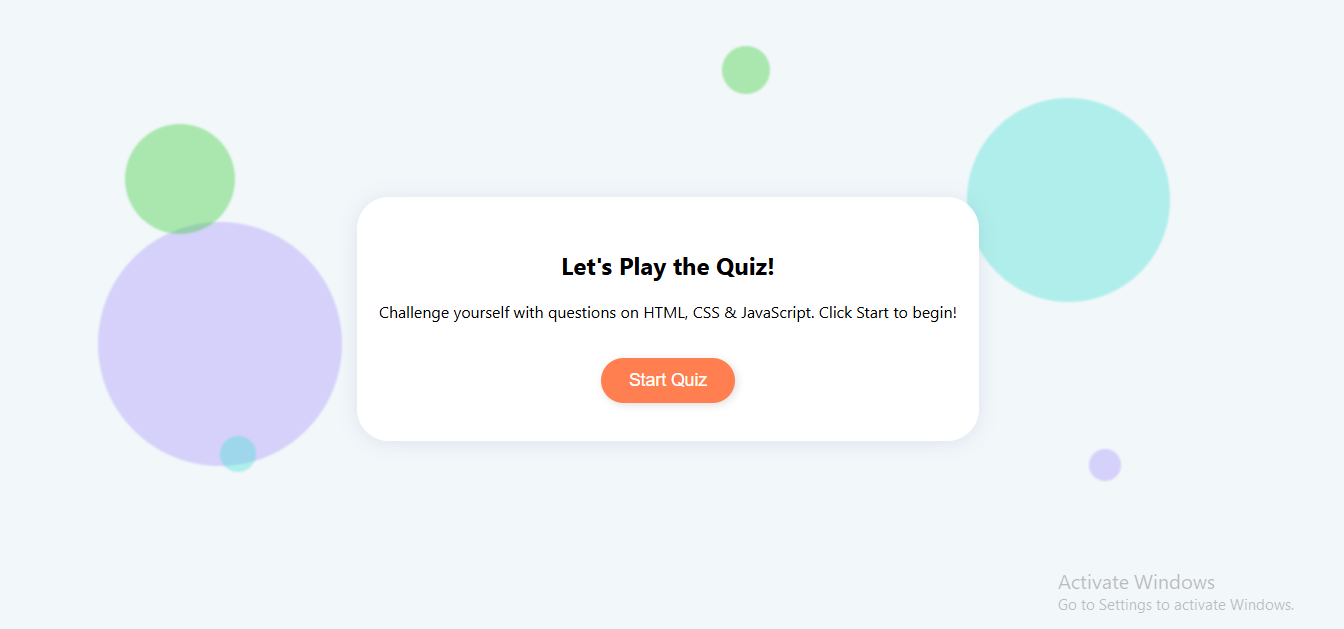 Let's Play the Quiz!
Challenge yourself with questions on HTML, CSS & JavaScript. Click Start to begin!
Start Quiz
Activate Windows
Go to Settings to activate Windows.